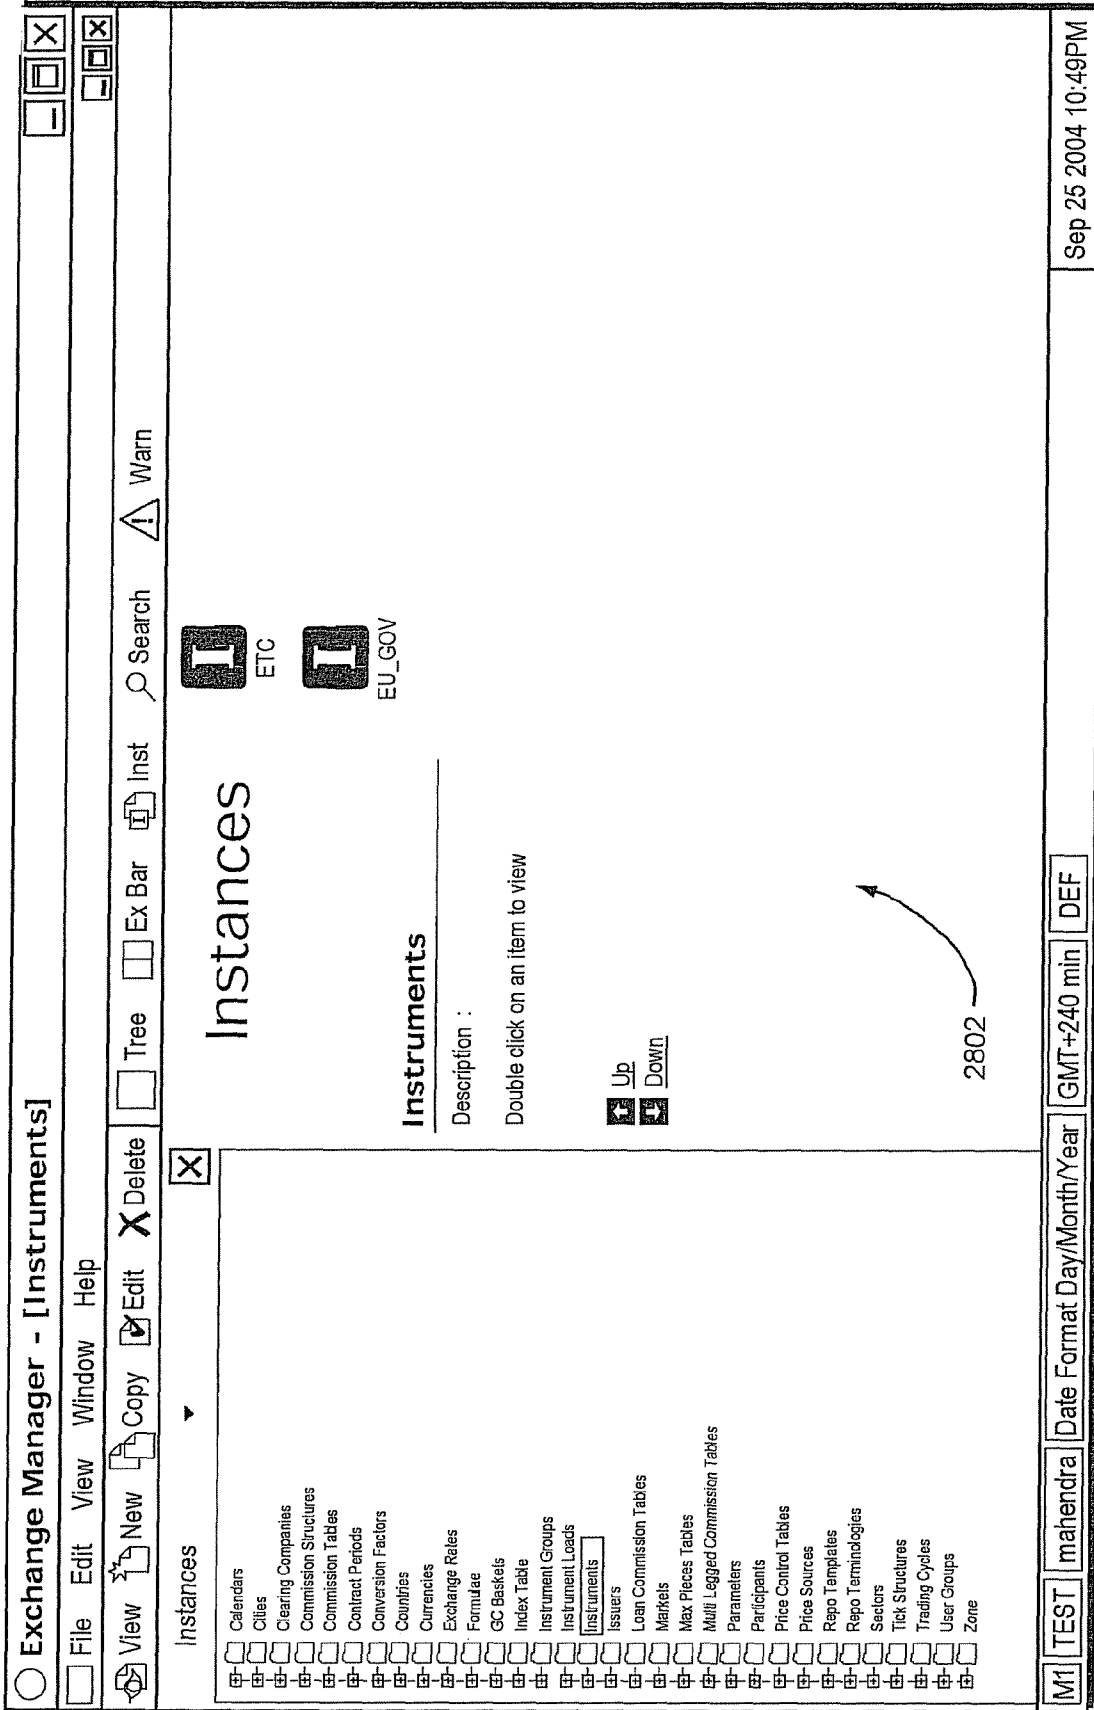 Exchange Manager - [Instruments]
File Edit View Window Help
View New Copy Edit Delete Tree Ex Bar Inst Search Warn
Instances
Calendars
Cities
Clearing Companies
Commission Structures
Commission Tables
Contract Periods
Conversion Factors
Countries
Currencies
Exchange Rates
Formulae
GC Baskets
Index Table
Instrument Groups
Instrument Loads
Instruments
Issuers
Loan Commission Tables
Markets
Max Pieces Tables
Multi Legged Commission Tables
Parameters
Participants
Price Control Tables
Price Sources
Repo Templates
Repo Terminologies
Sectors
Tick Structures
Trading Cycles
User Groups
Zone
Instances
Instruments
Description :
Double click on an item to view
Up
Down
I
ETC
I
EU_GOV
2802
M1 TEST mahendra Date Format Day/Month/Year GMT+240 min DEF Sep 25 2004 10:49PM